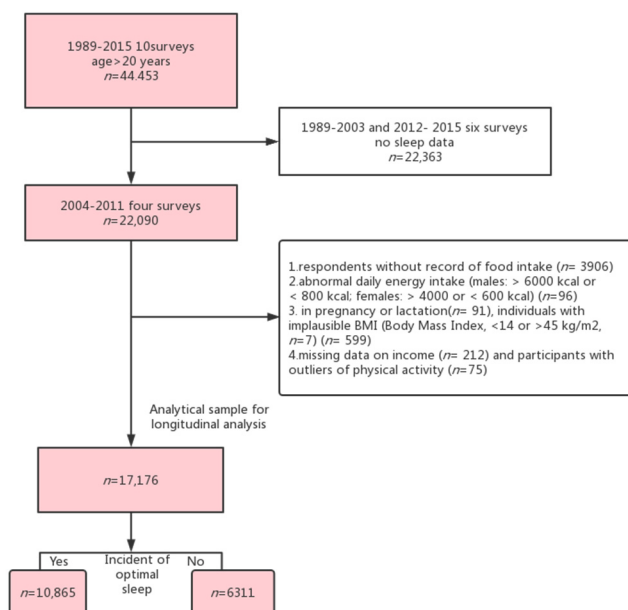 1989-2015 10surveys
age>20 years
n=44.453
1989-2003 and 2012- 2015 six surveys
no sleep data
n=22,363
2004-2011 four surveys
n=22,090
1.respondents without record of food intake (n= 3906)
2.abnormal daily energy intake (males: > 6000 kcal or
< 800 kcal; females: > 4000 or < 600 kcal) (n=96)
3. in pregnancy or lactation(n= 91), individuals with
implausible BMI (Body Mass Index, <14 or >45 kg/m2,
n=7) (n= 599)
4.missing data on income (n= 212) and participants with
outliers of physical activity (n=75)
Analytical sample for
longitudinal analysis
n=17,176
Yes
Incident of
optimal
sleep
No
n=10,865
n=6311